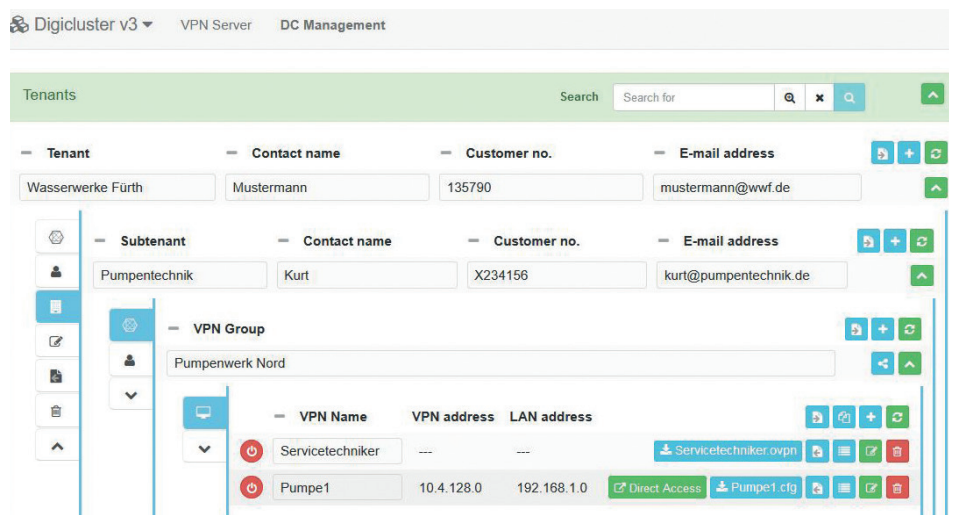 Digicluster v3 VPN Server DC Management
Tenants Search Search for
Tenant Contact name Customer no. E-mail address
Wasserwerke Fürth Mustermann 135790 mustermann@wwf.de
Subtenant Contact name Customer no. E-mail address
Pumpentechnik Kurt X234156 kurt@pumpentechnik.de
VPN Group
Pumpenwerk Nord
VPN Name VPN address LAN address
Servicetechniker --- --- Servicetechniker.ovpn
Pumpe1 10.4.128.0 192.168.1.0 Direct Access Pumpe1.cfg